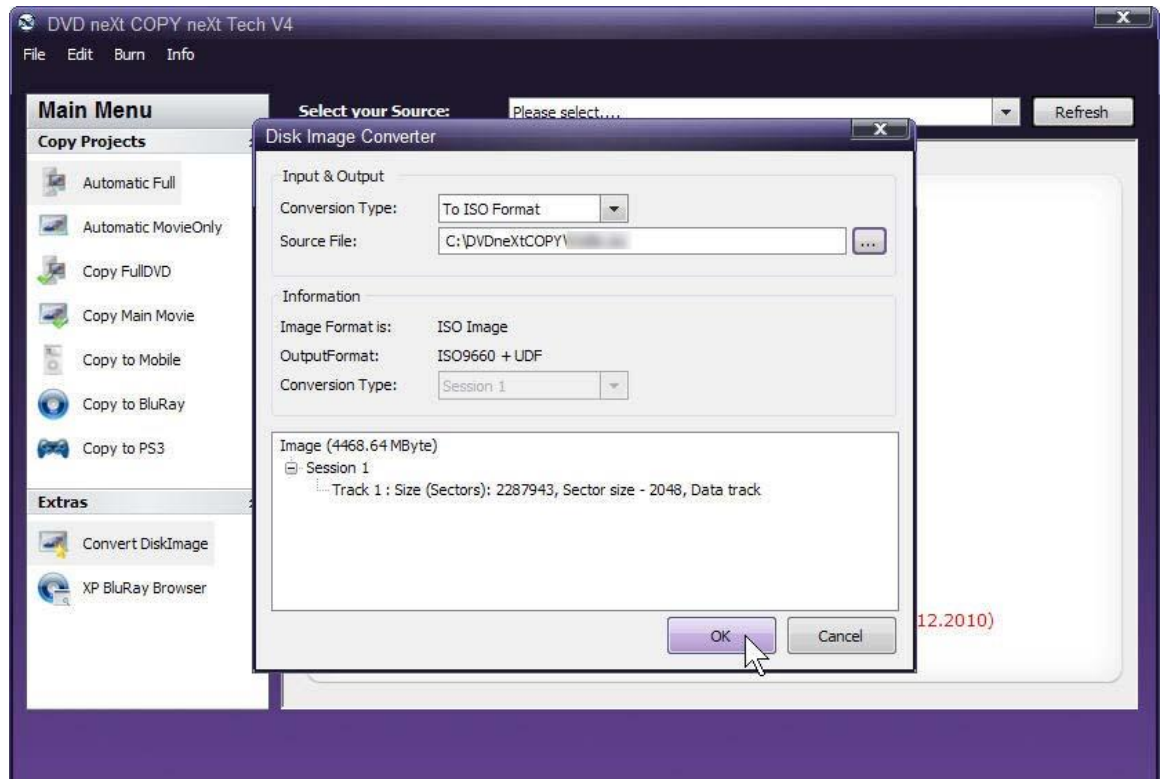 DVD neXt COPY neXt Tech V4
File Edit Burn Info
Main Menu
Select your Source: Please select.... Refresh
Copy Projects
Automatic Full
Automatic MovieOnly
Copy FullDVD
Copy Main Movie
Copy to Mobile
Copy to BluRay
Copy to PS3
Extras
Convert DiskImage
XP BluRay Browser
Disk Image Converter
Input & Output
Conversion Type: To ISO Format
Source File: C:\DVDneXtCOPY\
...
Information
Image Format is: ISO Image
OutputFormat: ISO9660 + UDF
Conversion Type: Session 1
Image (4468.64 MByte)
Session 1
Track 1 : Size (Sectors): 2287943, Sector size - 2048, Data track
OK Cancel
12.2010)